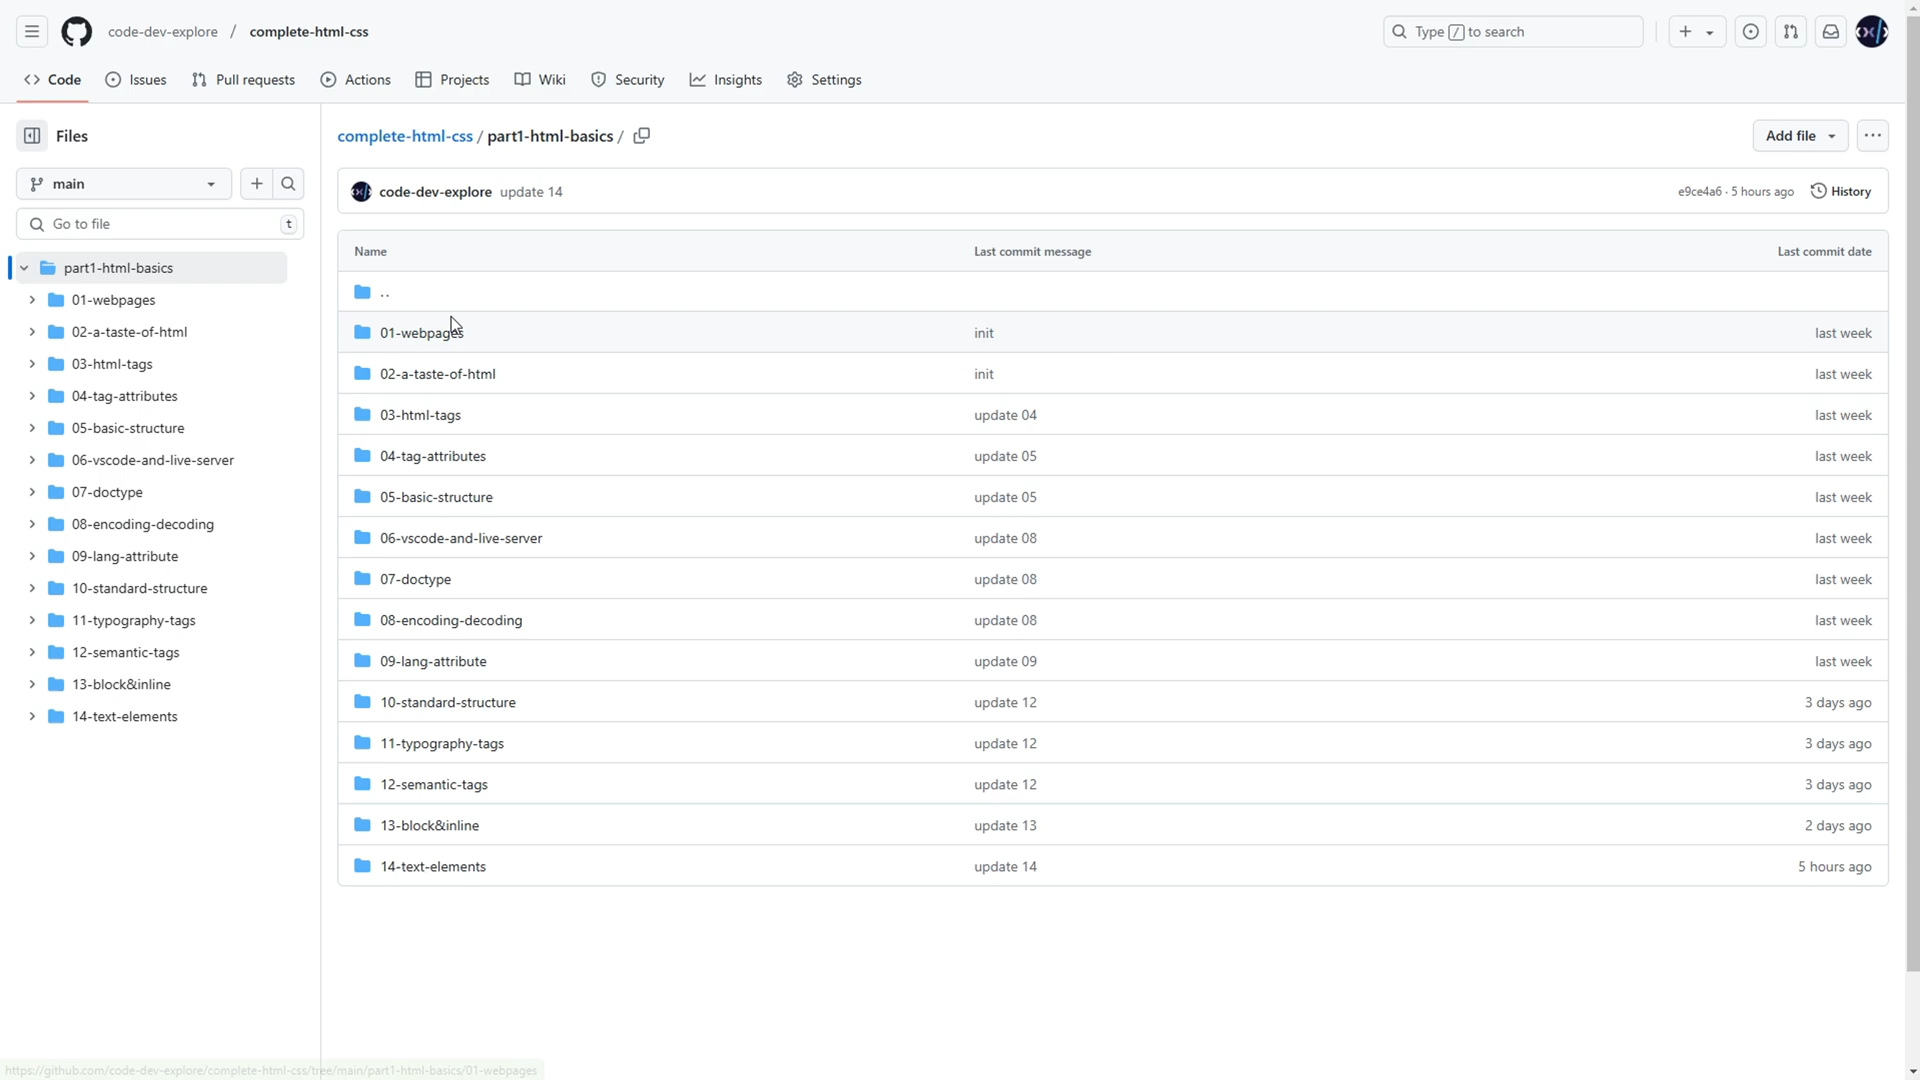 code-dev-explore / complete-html-css
Type / to search
Code Issues Pull requests Actions Projects Wiki Security Insights Settings
Files
main
Go to file t
part1-html-basics
01-webpages
02-a-taste-of-html
03-html-tags
04-tag-attributes
05-basic-structure
06-vscode-and-live-server
07-doctype
08-encoding-decoding
09-lang-attribute
10-standard-structure
11-typography-tags
12-semantic-tags
13-block&inline
14-text-elements
complete-html-css / part1-html-basics /
Add file
code-dev-explore update 14 e9ce4a6 · 5 hours ago History
Name Last commit message Last commit date
..
01-webpages init last week
02-a-taste-of-html init last week
03-html-tags update 04 last week
04-tag-attributes update 05 last week
05-basic-structure update 05 last week
06-vscode-and-live-server update 08 last week
07-doctype update 08 last week
08-encoding-decoding update 08 last week
09-lang-attribute update 09 last week
10-standard-structure update 12 3 days ago
11-typography-tags update 12 3 days ago
12-semantic-tags update 12 3 days ago
13-block&inline update 13 2 days ago
14-text-elements update 14 5 hours ago
https://github.com/code-dev-explore/complete-html-css/tree/main/part1-html-basics/01-webpages